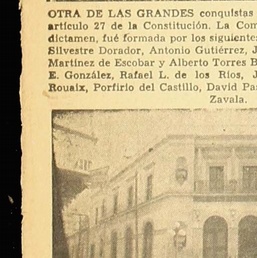 OTRA DE LAS GRANDES conquistas
artículo 27 de la Constitución. La Com
dictamen, fué formada por los siguiente
Silvestre Dorador, Antonio Gutiérrez, J
Martínez de Escobar y Alberto Torres B
E. González, Rafael L. de los Ríos, J
Rouaix, Porfirio del Castillo, David Pas
Zavala.